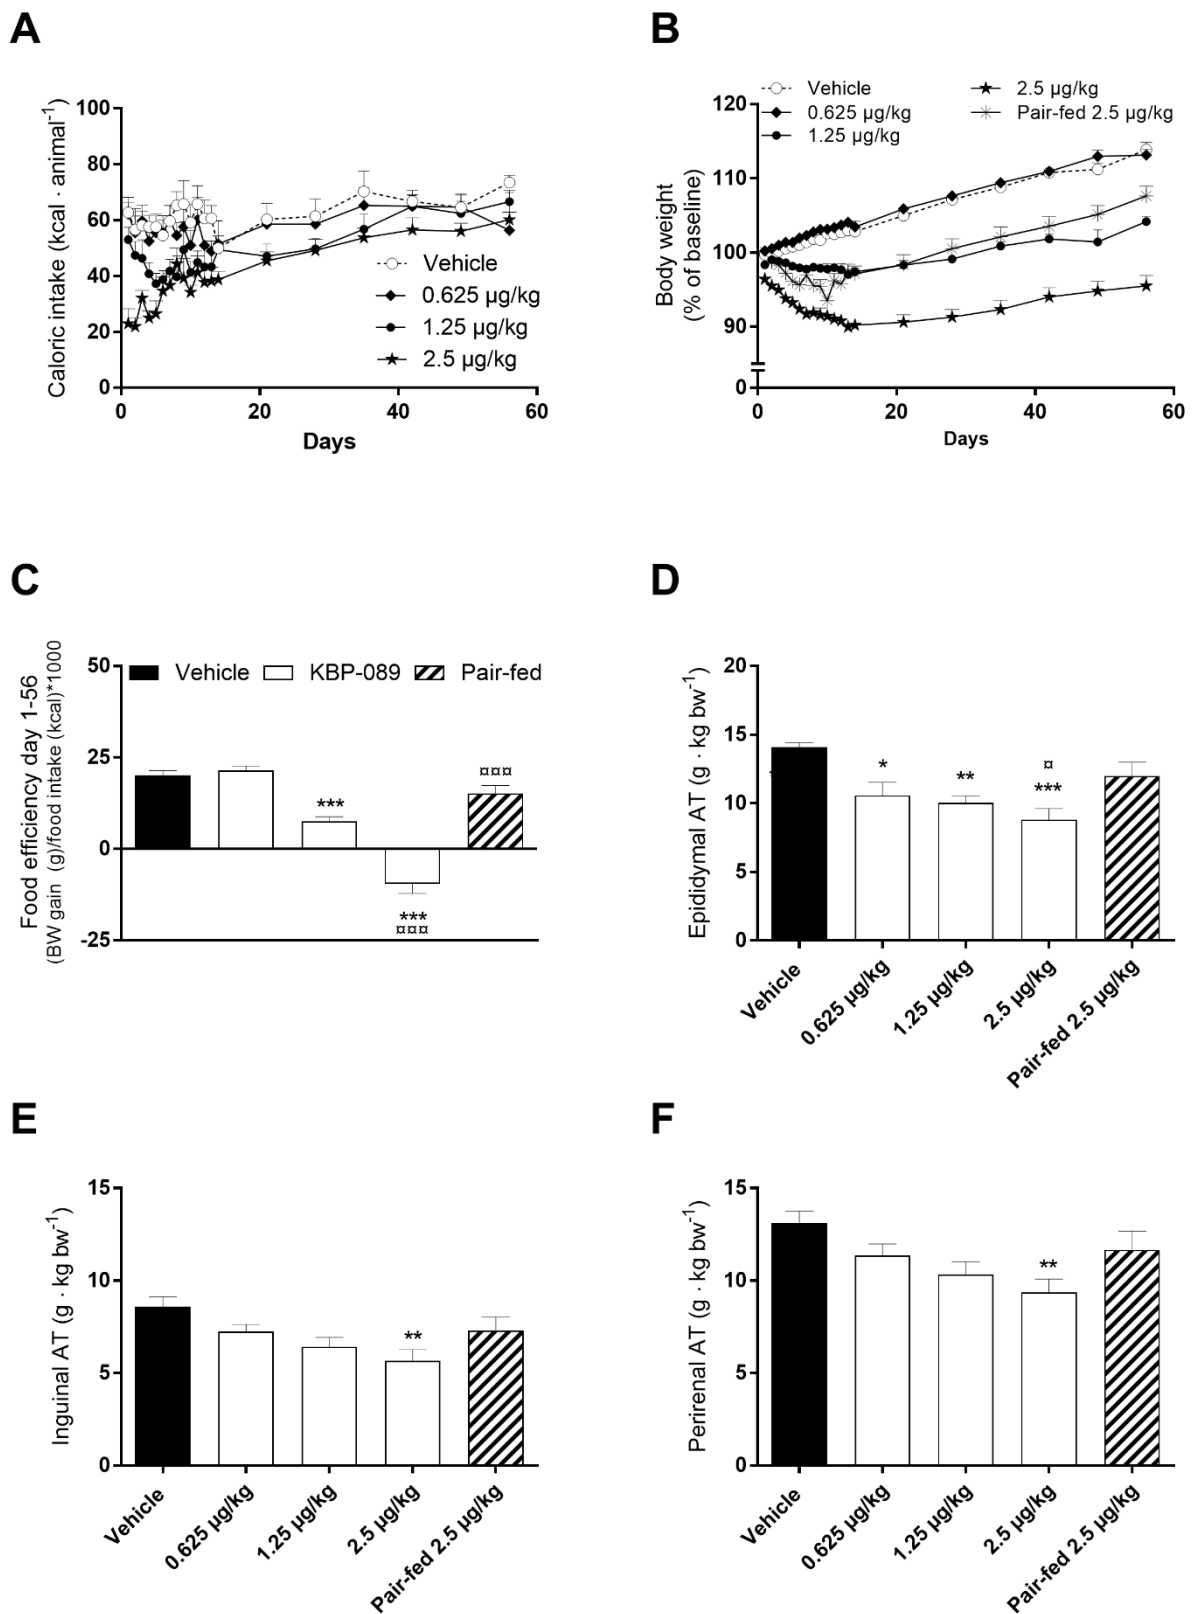 A
Caloric intake (kcal · animal⁻¹)
100
80
60
40
20
0
0 20 40 60
Days
Vehicle
0.625 µg/kg
1.25 µg/kg
2.5 µg/kg
B
Body weight
(% of baseline)
Vehicle
0.625 µg/kg
1.25 µg/kg
2.5 µg/kg
Pair-fed 2.5 µg/kg
120
110
100
90
0
0 20 40 60
Days
C
Food efficiency day 1-56
(BW gain (g)/food intake (kcal)*1000
50
25
0
-25
Vehicle KBP-089 Pair-fed
***
***
¤¤¤
¤¤¤
D
Epididymal AT (g · kg bw⁻¹)
20
15
10
5
0
*
**
¤
***
Vehicle
0.625 µg/kg
1.25 µg/kg
2.5 µg/kg
Pair-fed 2.5 µg/kg
E
Inguinal AT (g · kg bw⁻¹)
15
10
5
0
**
Vehicle
0.625 µg/kg
1.25 µg/kg
2.5 µg/kg
Pair-fed 2.5 µg/kg
F
Perirenal AT (g · kg bw⁻¹)
15
10
5
0
**
Vehicle
0.625 µg/kg
1.25 µg/kg
2.5 µg/kg
Pair-fed 2.5 µg/kg